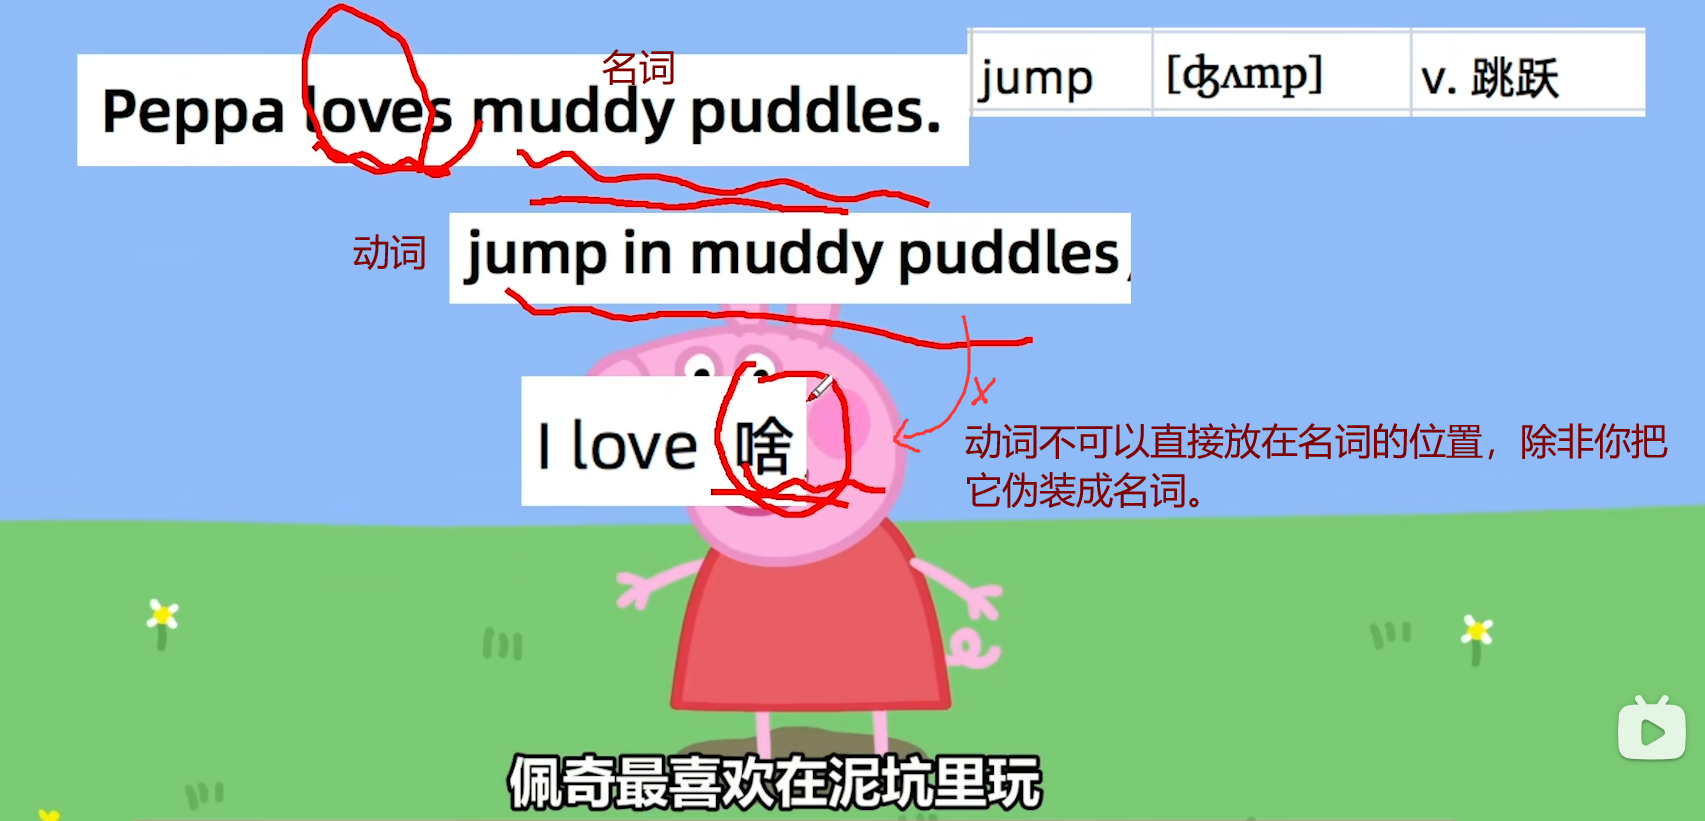 名词
Peppa loves muddy puddles.
jump [ʤʌmp] v. 跳跃
动词
jump in muddy puddles,
I love 啥
x
动词不可以直接放在名词的位置，除非你把
它伪装成名词。
佩奇最喜欢在泥坑里玩